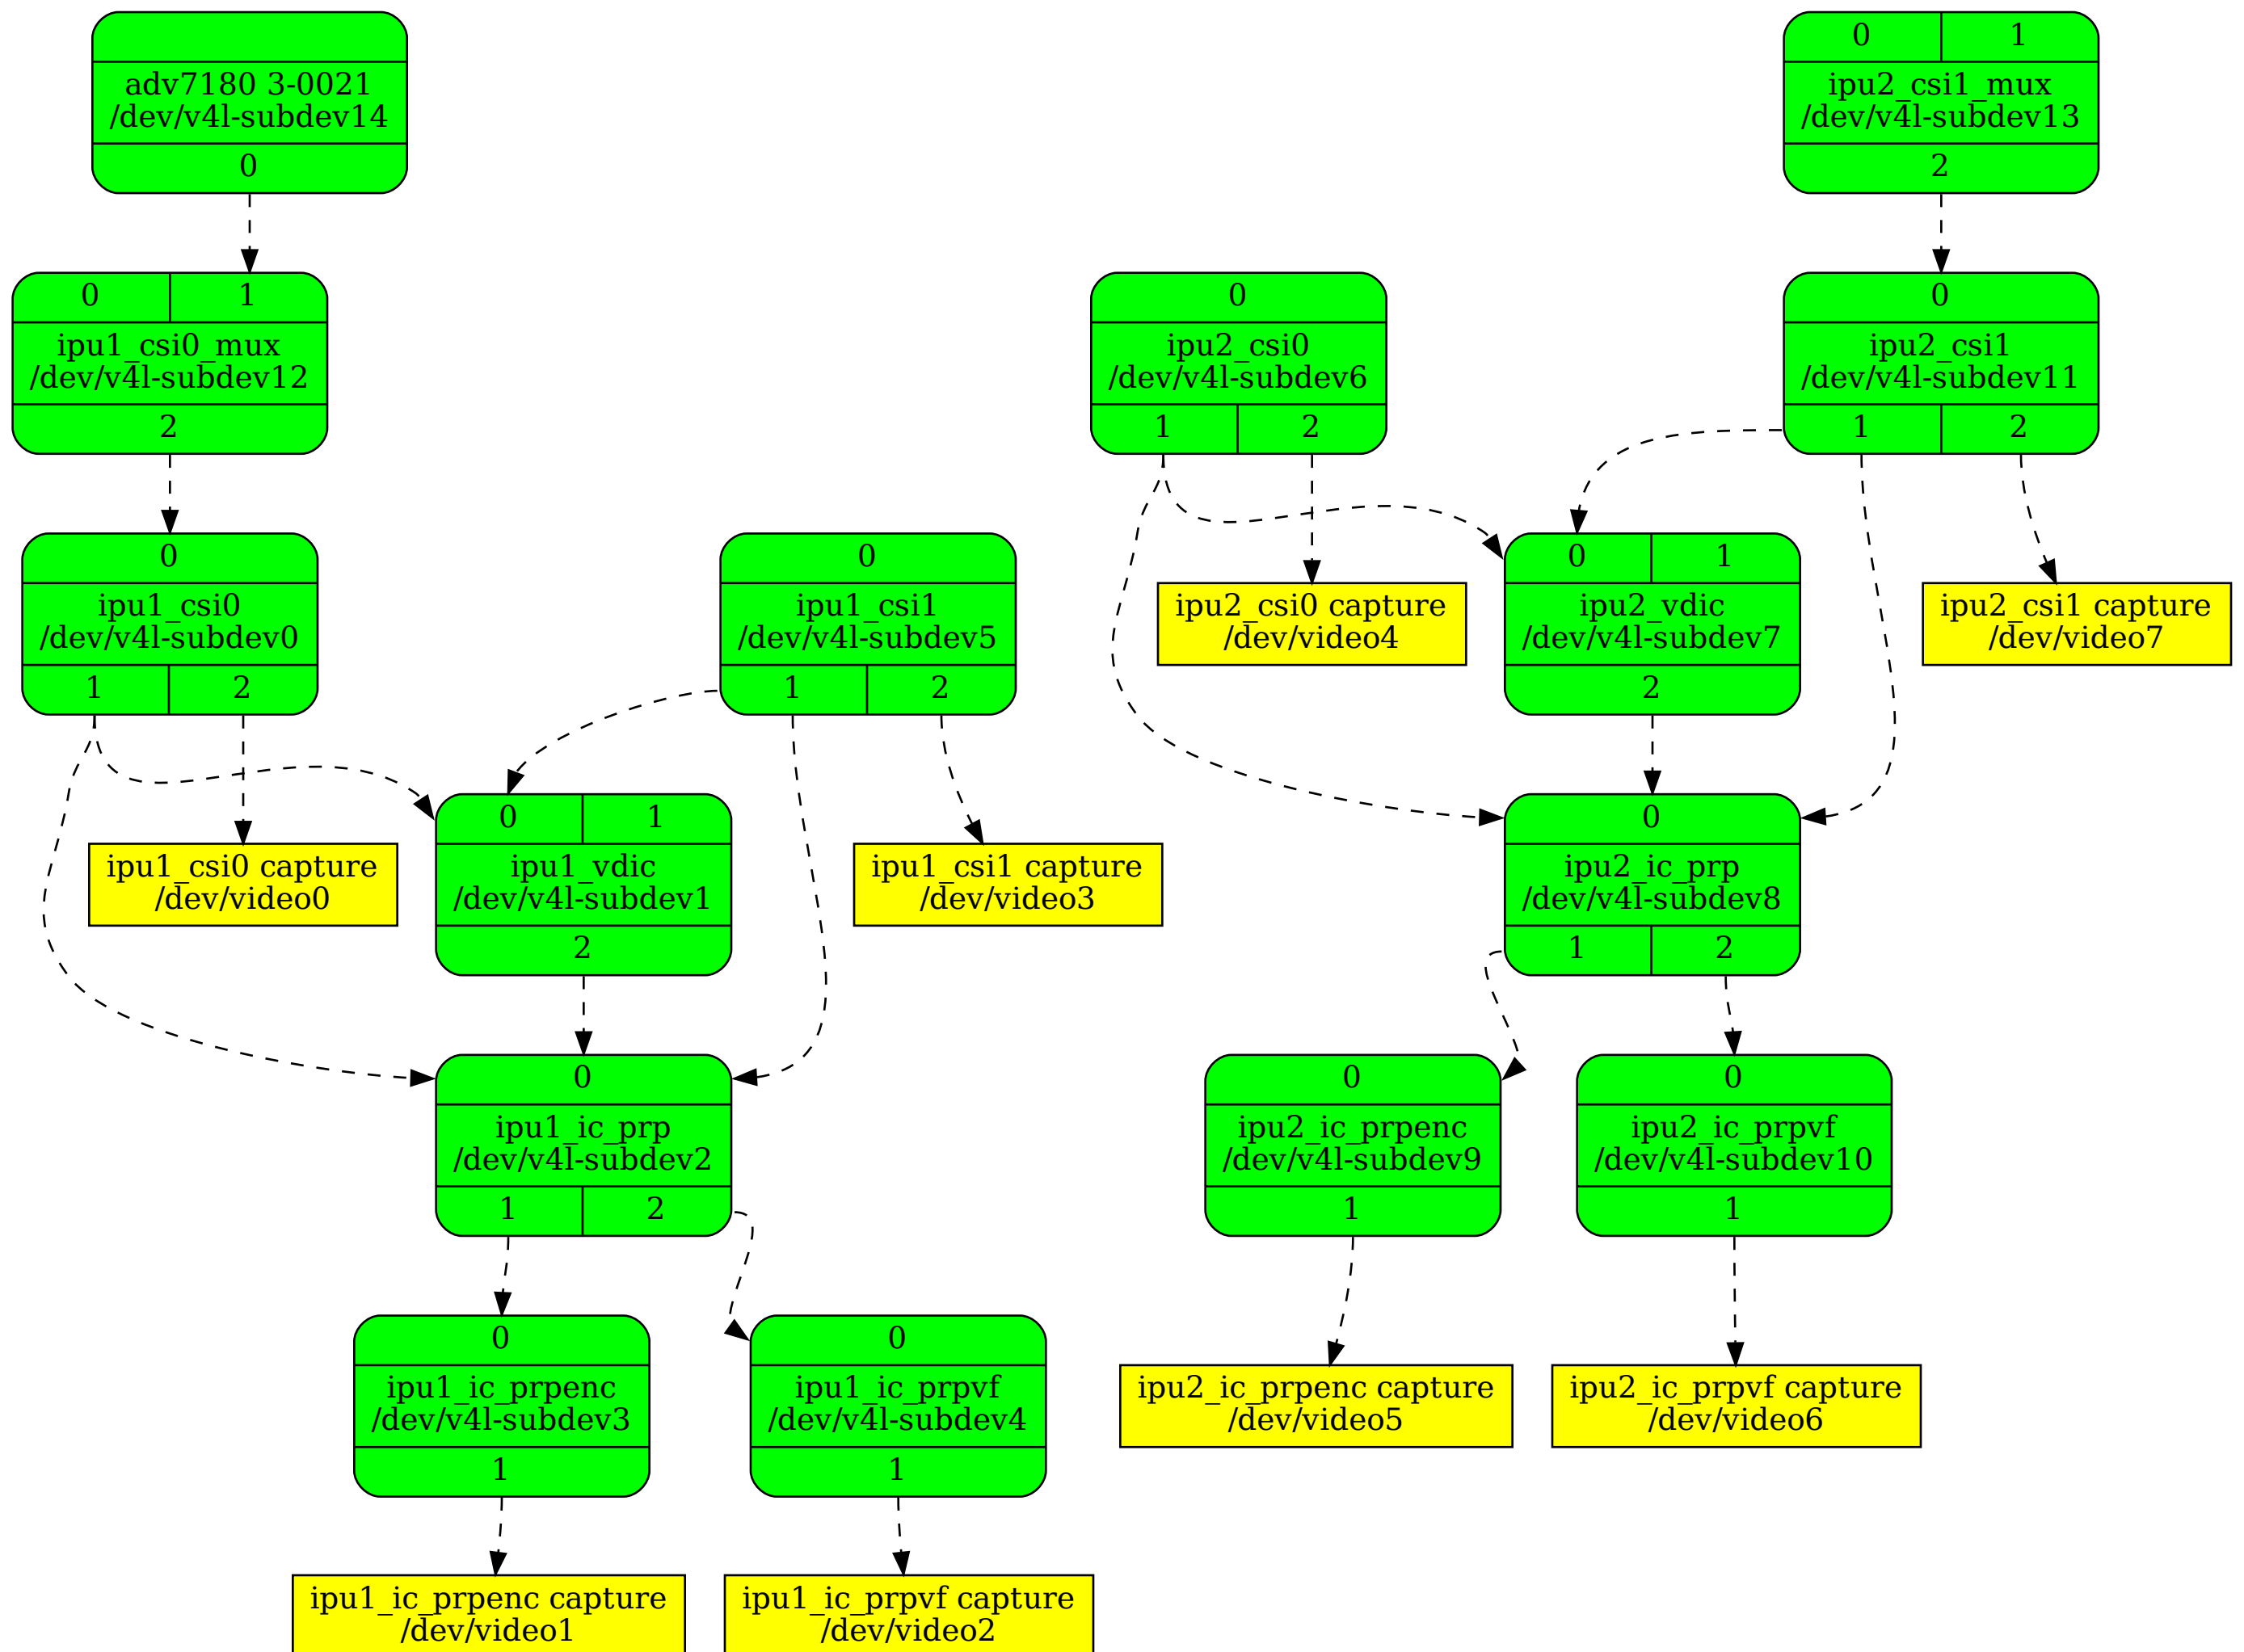 adv7180 3-0021
/dev/v4l-subdev14
0
0 1
ipu2_csi1_mux
/dev/v4l-subdev13
2
0 1
ipu1_csi0_mux
/dev/v4l-subdev12
2
0
ipu2_csi0
/dev/v4l-subdev6
1 2
0
ipu2_csi1
/dev/v4l-subdev11
1 2
0
ipu1_csi0
/dev/v4l-subdev0
1 2
0
ipu1_csi1
/dev/v4l-subdev5
1 2
ipu2_csi0 capture
/dev/video4
0 1
ipu2_vdic
/dev/v4l-subdev7
2
ipu2_csi1 capture
/dev/video7
ipu1_csi0 capture
/dev/video0
0 1
ipu1_vdic
/dev/v4l-subdev1
2
ipu1_csi1 capture
/dev/video3
0
ipu2_ic_prp
/dev/v4l-subdev8
1 2
0
ipu1_ic_prp
/dev/v4l-subdev2
1 2
0
ipu2_ic_prpenc
/dev/v4l-subdev9
1
0
ipu2_ic_prpvf
/dev/v4l-subdev10
1
0
ipu1_ic_prpenc
/dev/v4l-subdev3
1
0
ipu1_ic_prpvf
/dev/v4l-subdev4
1
ipu2_ic_prpenc capture
/dev/video5
ipu2_ic_prpvf capture
/dev/video6
ipu1_ic_prpenc capture
/dev/video1
ipu1_ic_prpvf capture
/dev/video2